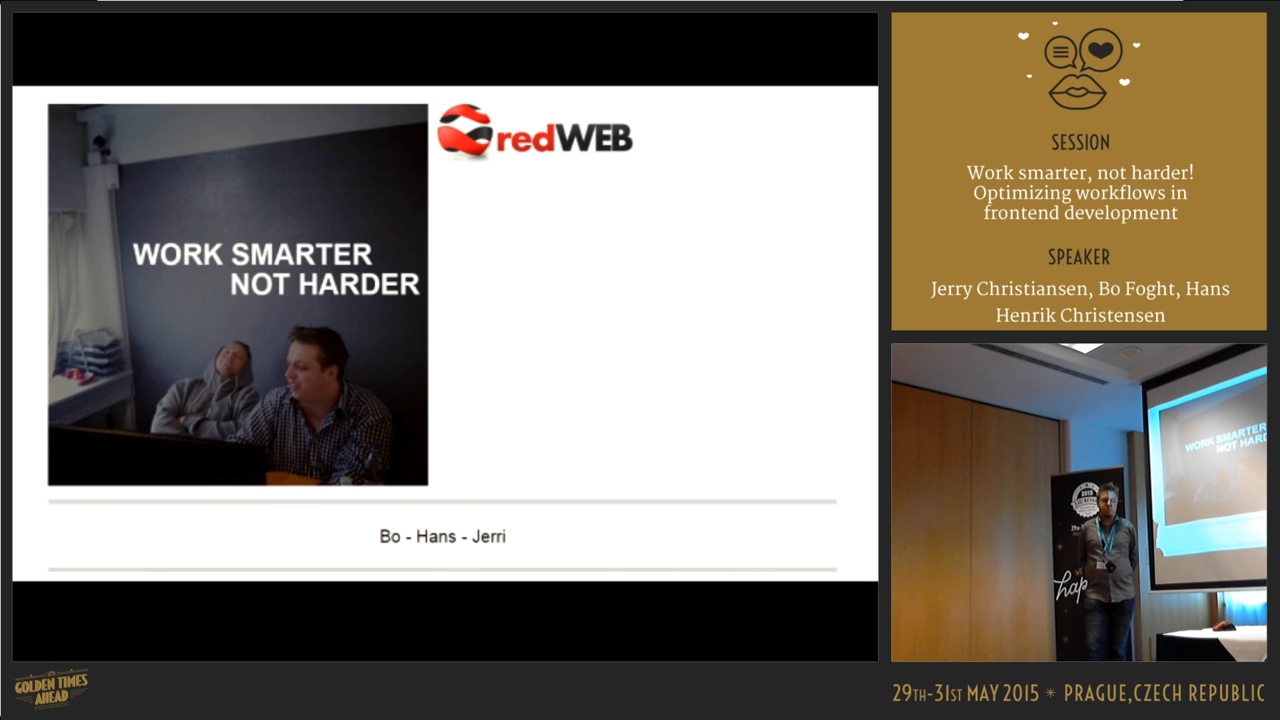 WORK SMARTER
NOT HARDER
redWEB
Bo - Hans - Jerri
SESSION
Work smarter, not harder!
Optimizing workflows in
frontend development
SPEAKER
Jerry Christiansen, Bo Foght, Hans
Henrik Christensen
WORK SMARTER
NOT HARD
2015
hap
GOLDEN TIMES
AHEAD
29TH-31ST MAY 2015 * PRAGUE,CZECH REPUBLIC